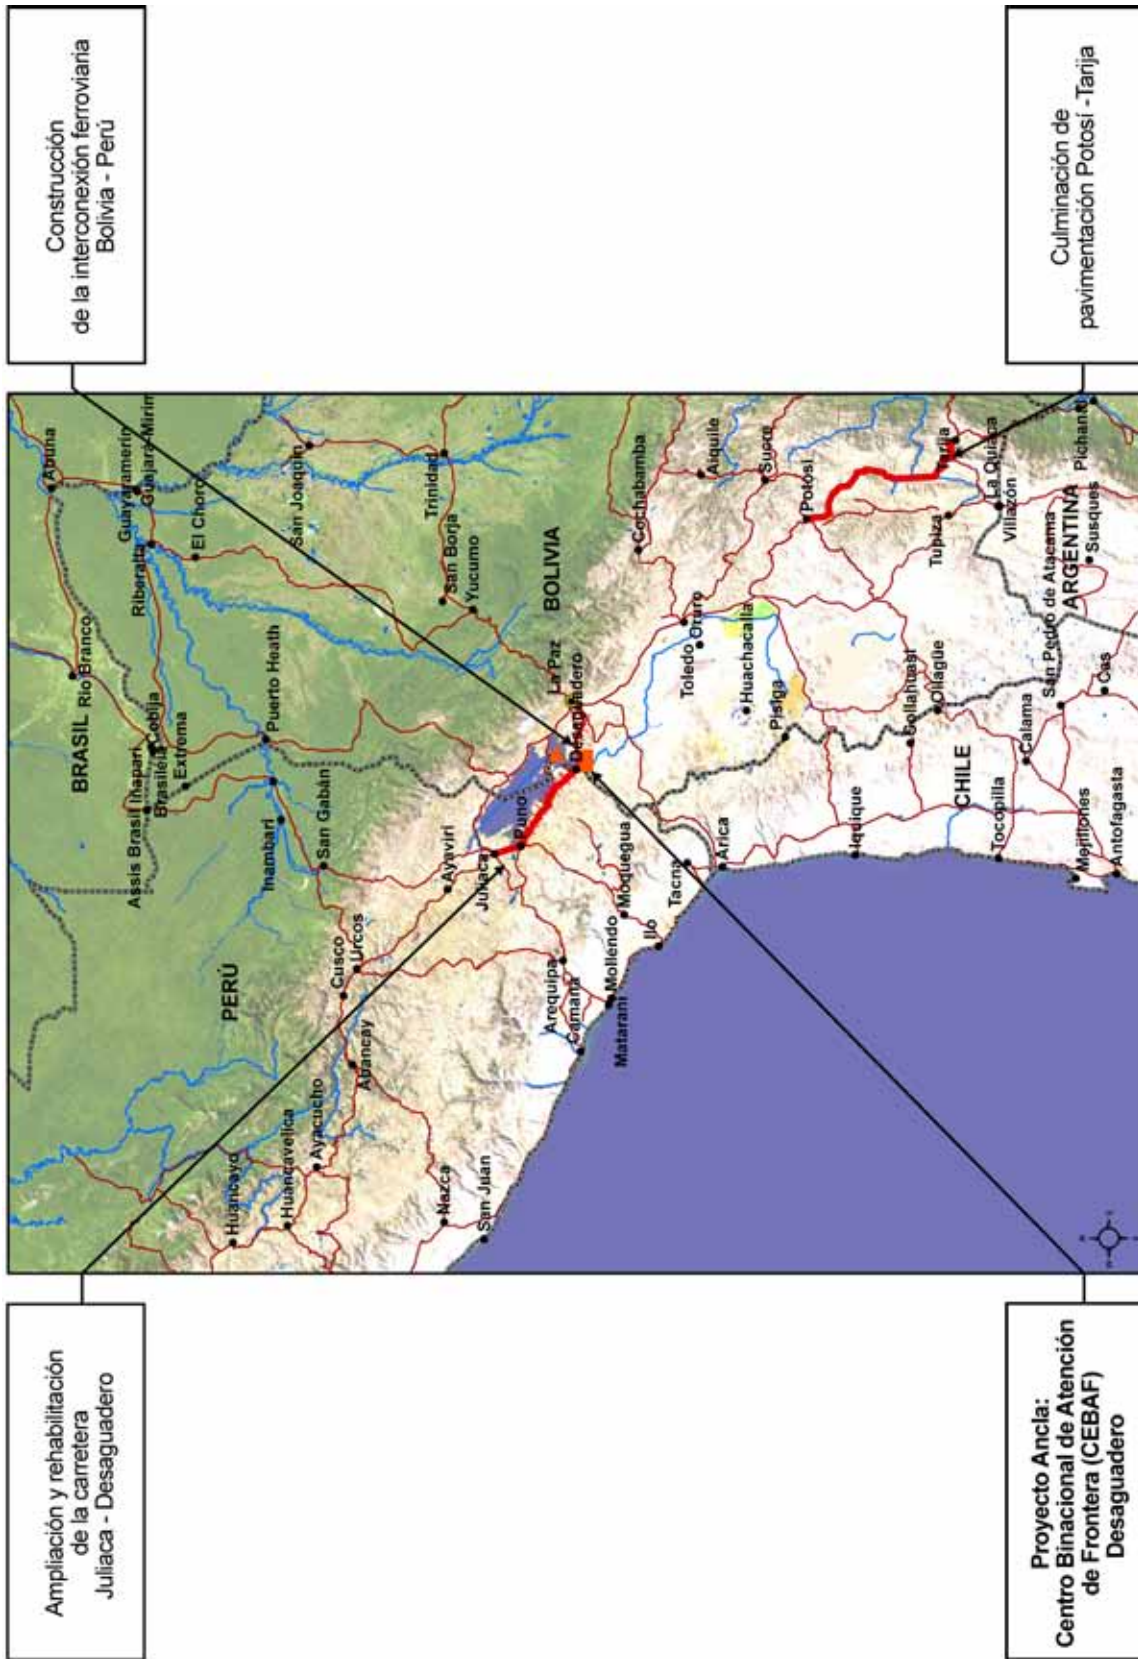 Construcción
de la interconexión ferroviaria
Bolivia - Perú
Culminación de
pavimentación Potosí -Tarija
Ampliación y rehabilitación
de la carretera
Juliaca - Desaguadero
Proyecto Ancla:
Centro Binacional de Atención
de Frontera (CEBAF)
Desaguadero
BRASIL
PERÚ
BOLIVIA
CHILE
ARGENTINA
Abuna
Guayaramerin
Guajará-Mirim
Riberalta
El Choro
San Joaquin
Trinidad
San Borja
Yucumo
Rio Branco
Cobija
Brasileia
Extrema
Assis Brasil
Iñapari
Puerto Heath
Inambari
San Gabán
Ayaviri
Juliaca
Puno
Desaguadero
La Paz
Cochabamba
Aiquile
Sucre
Potosí
Oruro
Toledo
Huachacalla
Pisiga
Tarija
Tupiza
La Quiaca
Villazón
Pichanal
Susques
San Pedro de Atacama
Collahuasi
Ollagüe
Calama
Cas
Tocopilla
Mejillones
Antofagasta
Iquique
Arica
Tacna
Moquegua
Ilo
Mollendo
Matarani
Arequipa
Camaná
Cusco
Urcos
Abancay
Ayacucho
Huancavelica
Huancayo
Nazca
San Juan